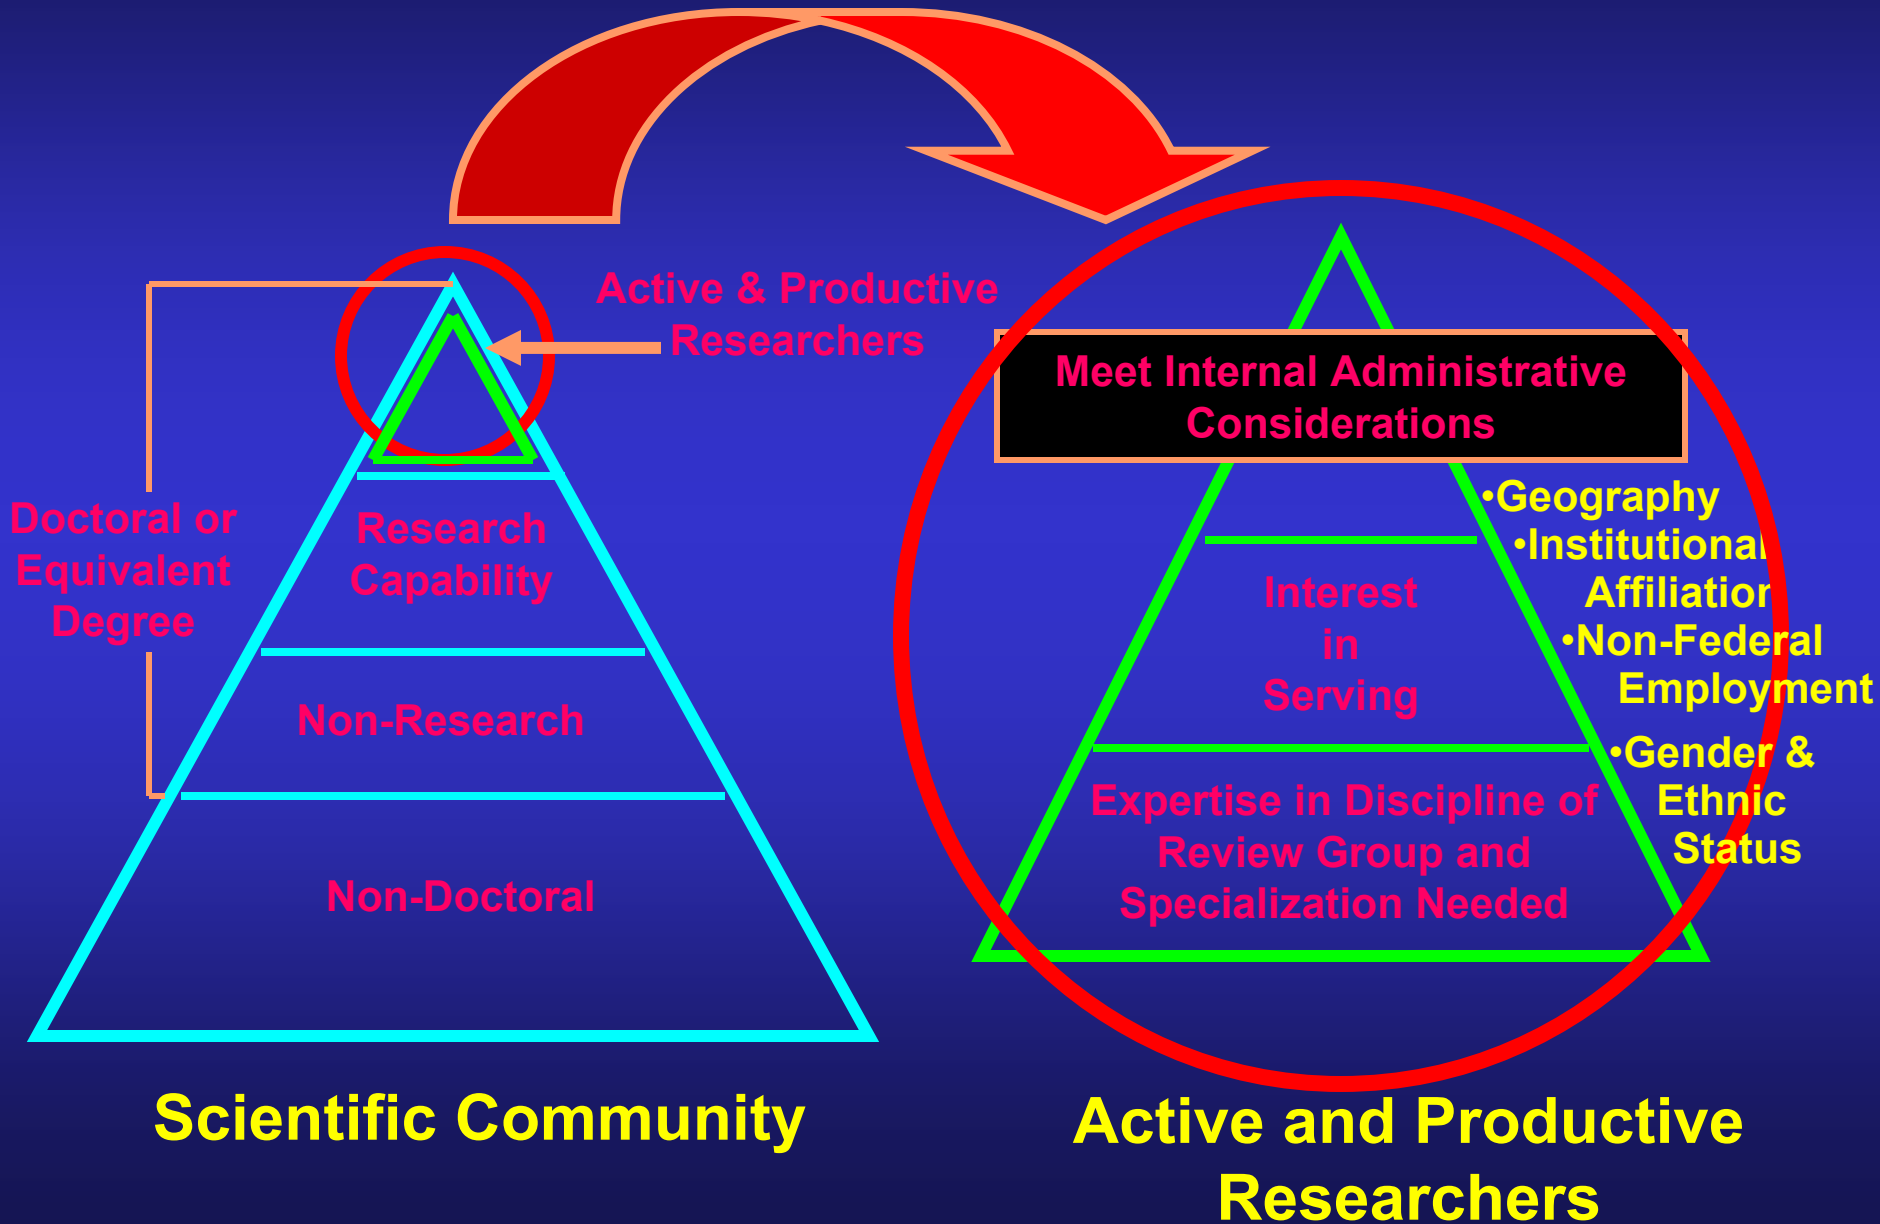 Active & Productive
Researchers
Doctoral or
Equivalent
Degree
Research
Capability
Non-Research
Non-Doctoral
Scientific Community
Meet Internal Administrative
Considerations
•Geography
•Institutional
Affiliation
•Non-Federal
Employment
•Gender &
Ethnic
Status
Interest
in
Serving
Expertise in Discipline of
Review Group and
Specialization Needed
Active and Productive
Researchers